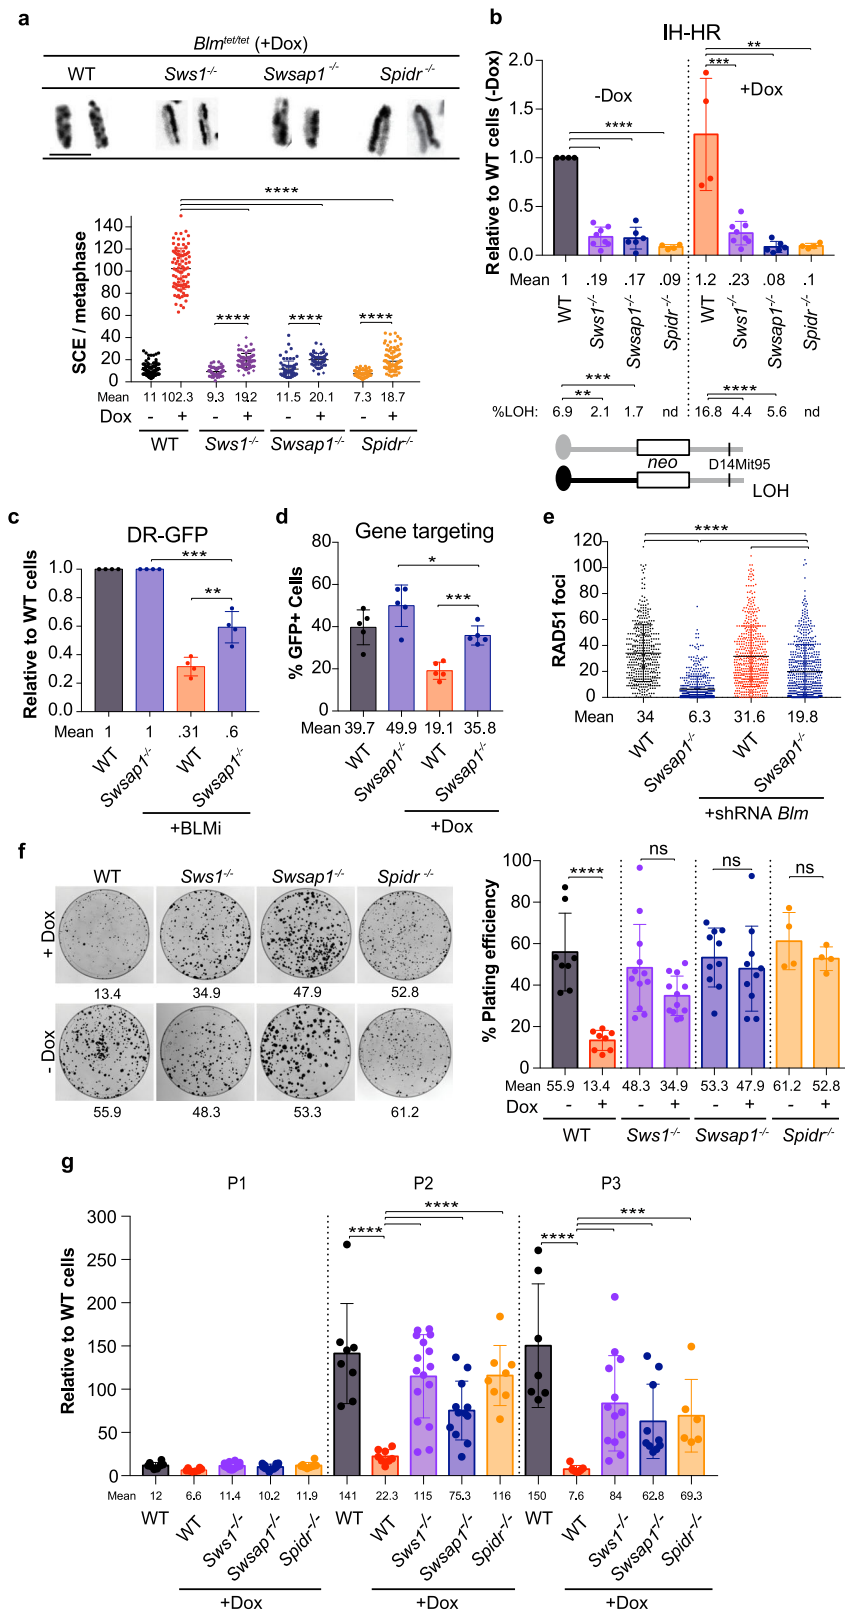 a
Blm^tet/tet (+Dox)
WT Sws1-/- Swsap1-/- Spidr-/-
****
SCE / metaphase
140
120
100
80
60
40
20
0
**** **** ****
Mean 11 102.3 9.3 19.2 11.5 20.1 7.3 18.7
Dox - + - + - + - +
WT Sws1-/- Swsap1-/- Spidr-/-
b
IH-HR
Relative to WT cells (-Dox)
2.0
1.5
1.0
0.5
0.0
-Dox
****
+Dox
**
***
Mean 1 .19 .17 .09 1.2 .23 .08 .1
WT Sws1-/- Swsap1-/- Spidr-/- WT Sws1-/- Swsap1-/- Spidr-/-
*** ****
**
%LOH: 6.9 2.1 1.7 nd 16.8 4.4 5.6 nd
neo D14Mit95
LOH
c
DR-GFP
Relative to WT cells
1.0
0.8
0.6
0.4
0.2
0.0
***
**
Mean 1 1 .31 .6
WT Swsap1-/- WT Swsap1-/-
+BLMi
d
Gene targeting
% GFP+ Cells
80
60
40
20
0
*
***
Mean 39.7 49.9 19.1 35.8
WT Swsap1-/- WT Swsap1-/-
+Dox
e
RAD51 foci
120
100
80
60
40
20
0
****
Mean 34 6.3 31.6 19.8
WT Swsap1-/- WT Swsap1-/-
+shRNA Blm
f
WT Sws1-/- Swsap1-/- Spidr -/-
+ Dox
13.4 34.9 47.9 52.8
- Dox
55.9 48.3 53.3 61.2
% Plating efficiency
100
80
60
40
20
0
**** ns ns ns
Mean 55.9 13.4 48.3 34.9 53.3 47.9 61.2 52.8
Dox - + - + - + - +
WT Sws1-/- Swsap1-/- Spidr-/-
g
P1 P2 P3
Relative to WT cells
300
250
200
150
100
50
0
**** ****
**** ***
Mean 12 6.6 11.4 10.2 11.9 141 22.3 115 75.3 116 150 7.6 84 62.8 69.3
WT WT Sws1-/- Swsap1-/- Spidr-/- WT WT Sws1-/- Swsap1-/- Spidr-/- WT WT Sws1-/- Swsap1-/- Spidr-/-
+Dox +Dox +Dox